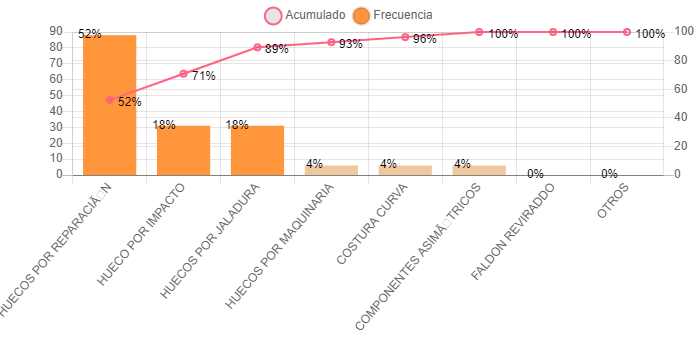 Acumulado Frecuencia
90 52% 100% 100% 100% 100
80 89% 93% 96%
70 71% 80
60 60
50 52%
40 40
30 18% 18%
20 20
10 4% 4% 4%
0 0% 0% 0
HUECOS POR REPARACIÃ�N
HUECO POR IMPACTO
HUECOS POR JALADURA
HUECOS POR MAQUINARIA
COSTURA CURVA
COMPONENTES ASIMÃ�TRICOS
FALDON REVIRADDO
OTROS